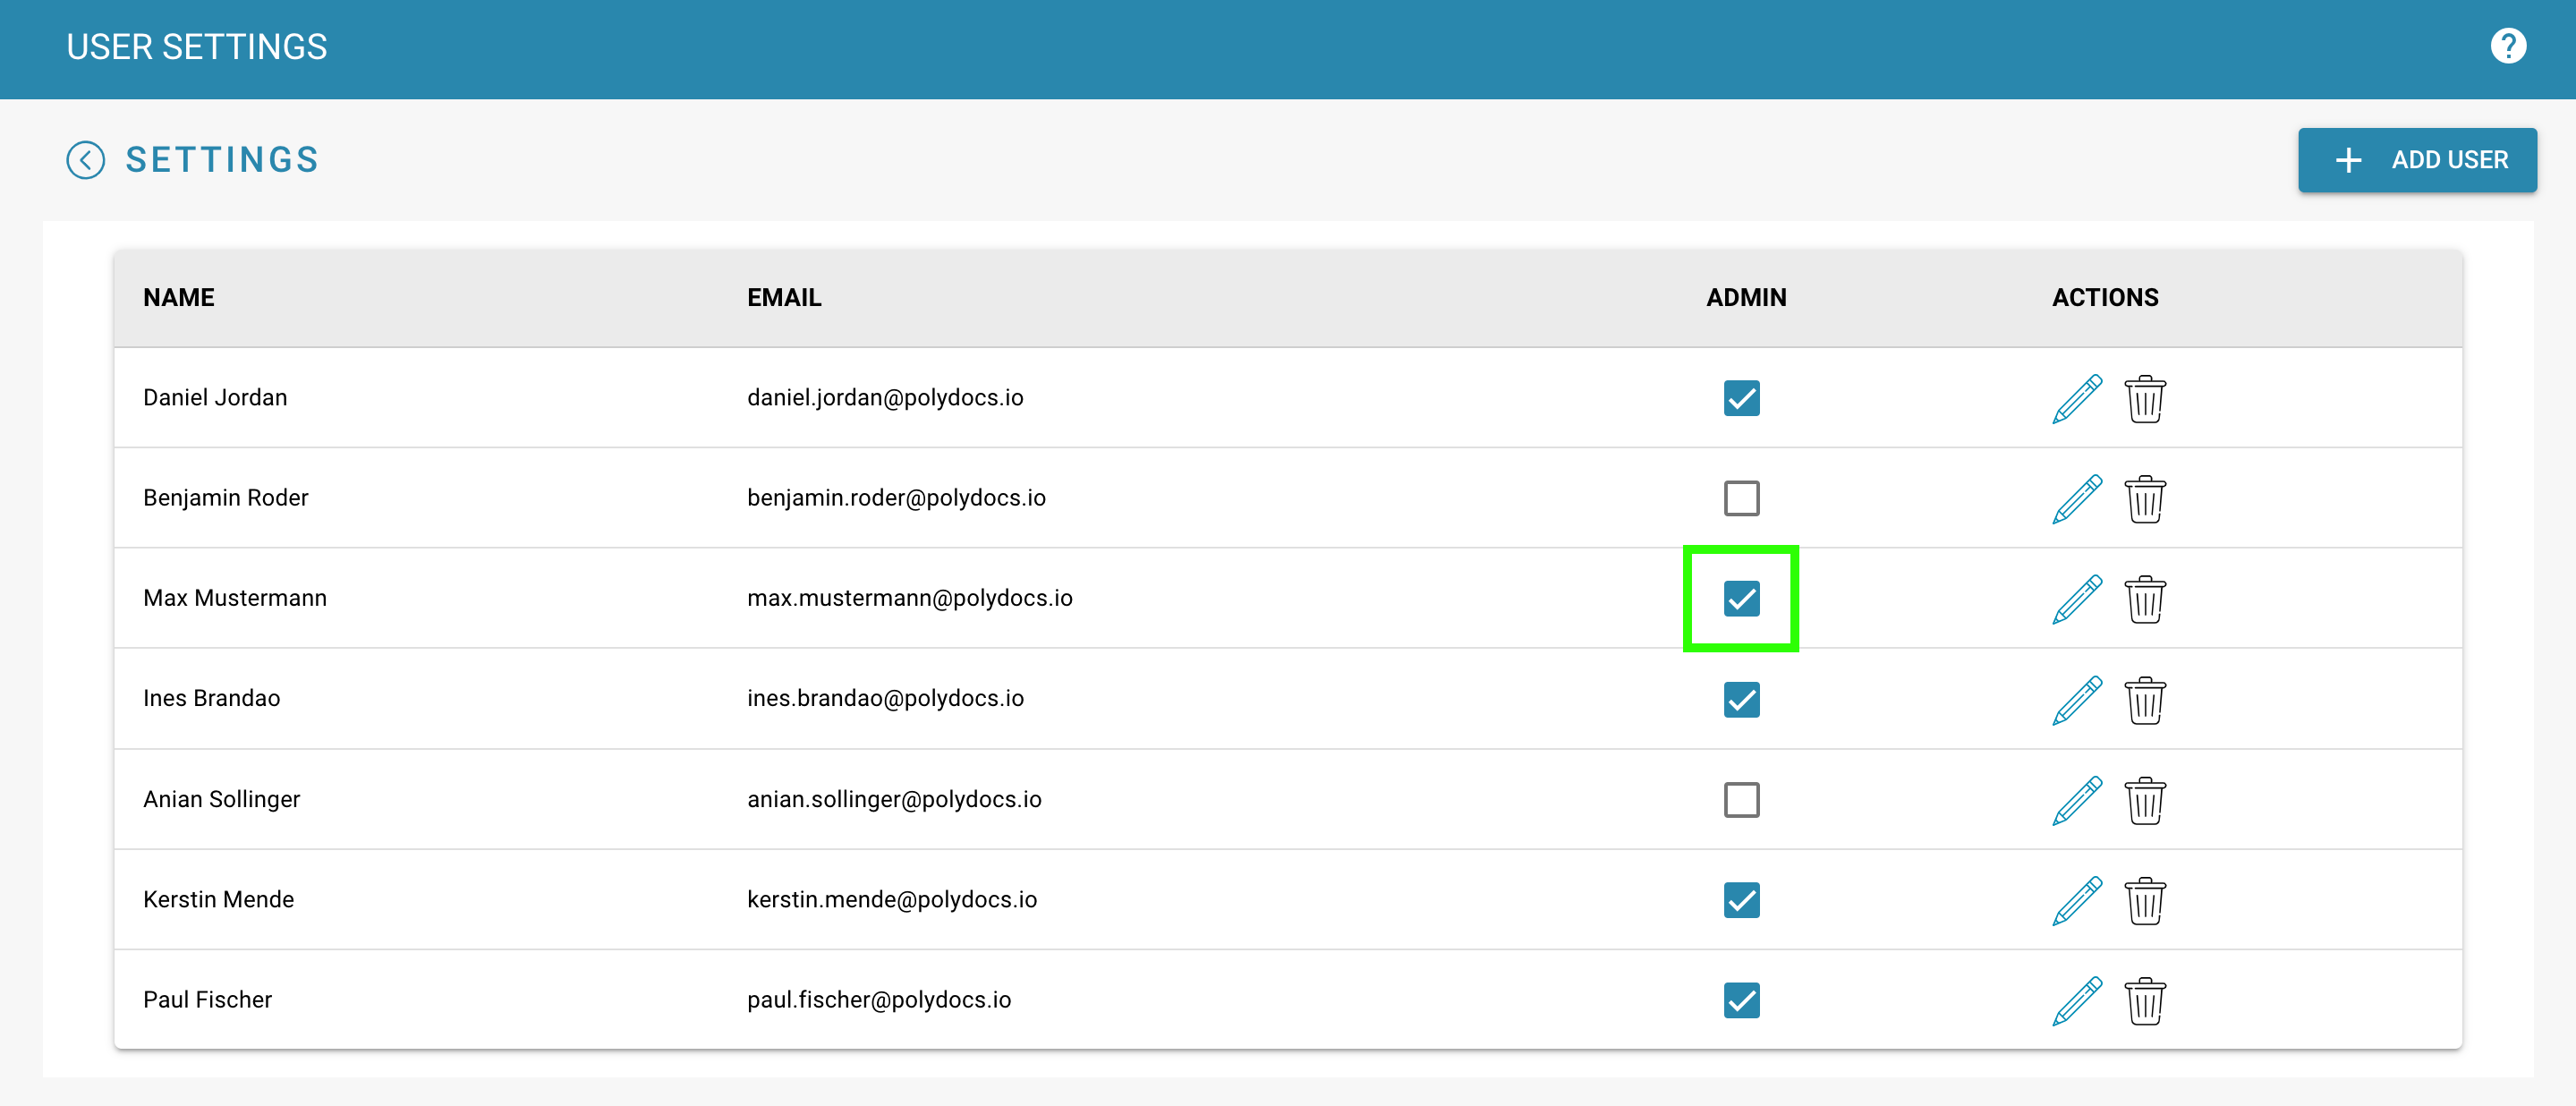 USER SETTINGS
?
SETTINGS
+ ADD USER
NAME EMAIL ADMIN ACTIONS
Daniel Jordan daniel.jordan@polydocs.io
Benjamin Roder benjamin.roder@polydocs.io
Max Mustermann max.mustermann@polydocs.io
Ines Brandao ines.brandao@polydocs.io
Anian Sollinger anian.sollinger@polydocs.io
Kerstin Mende kerstin.mende@polydocs.io
Paul Fischer paul.fischer@polydocs.io